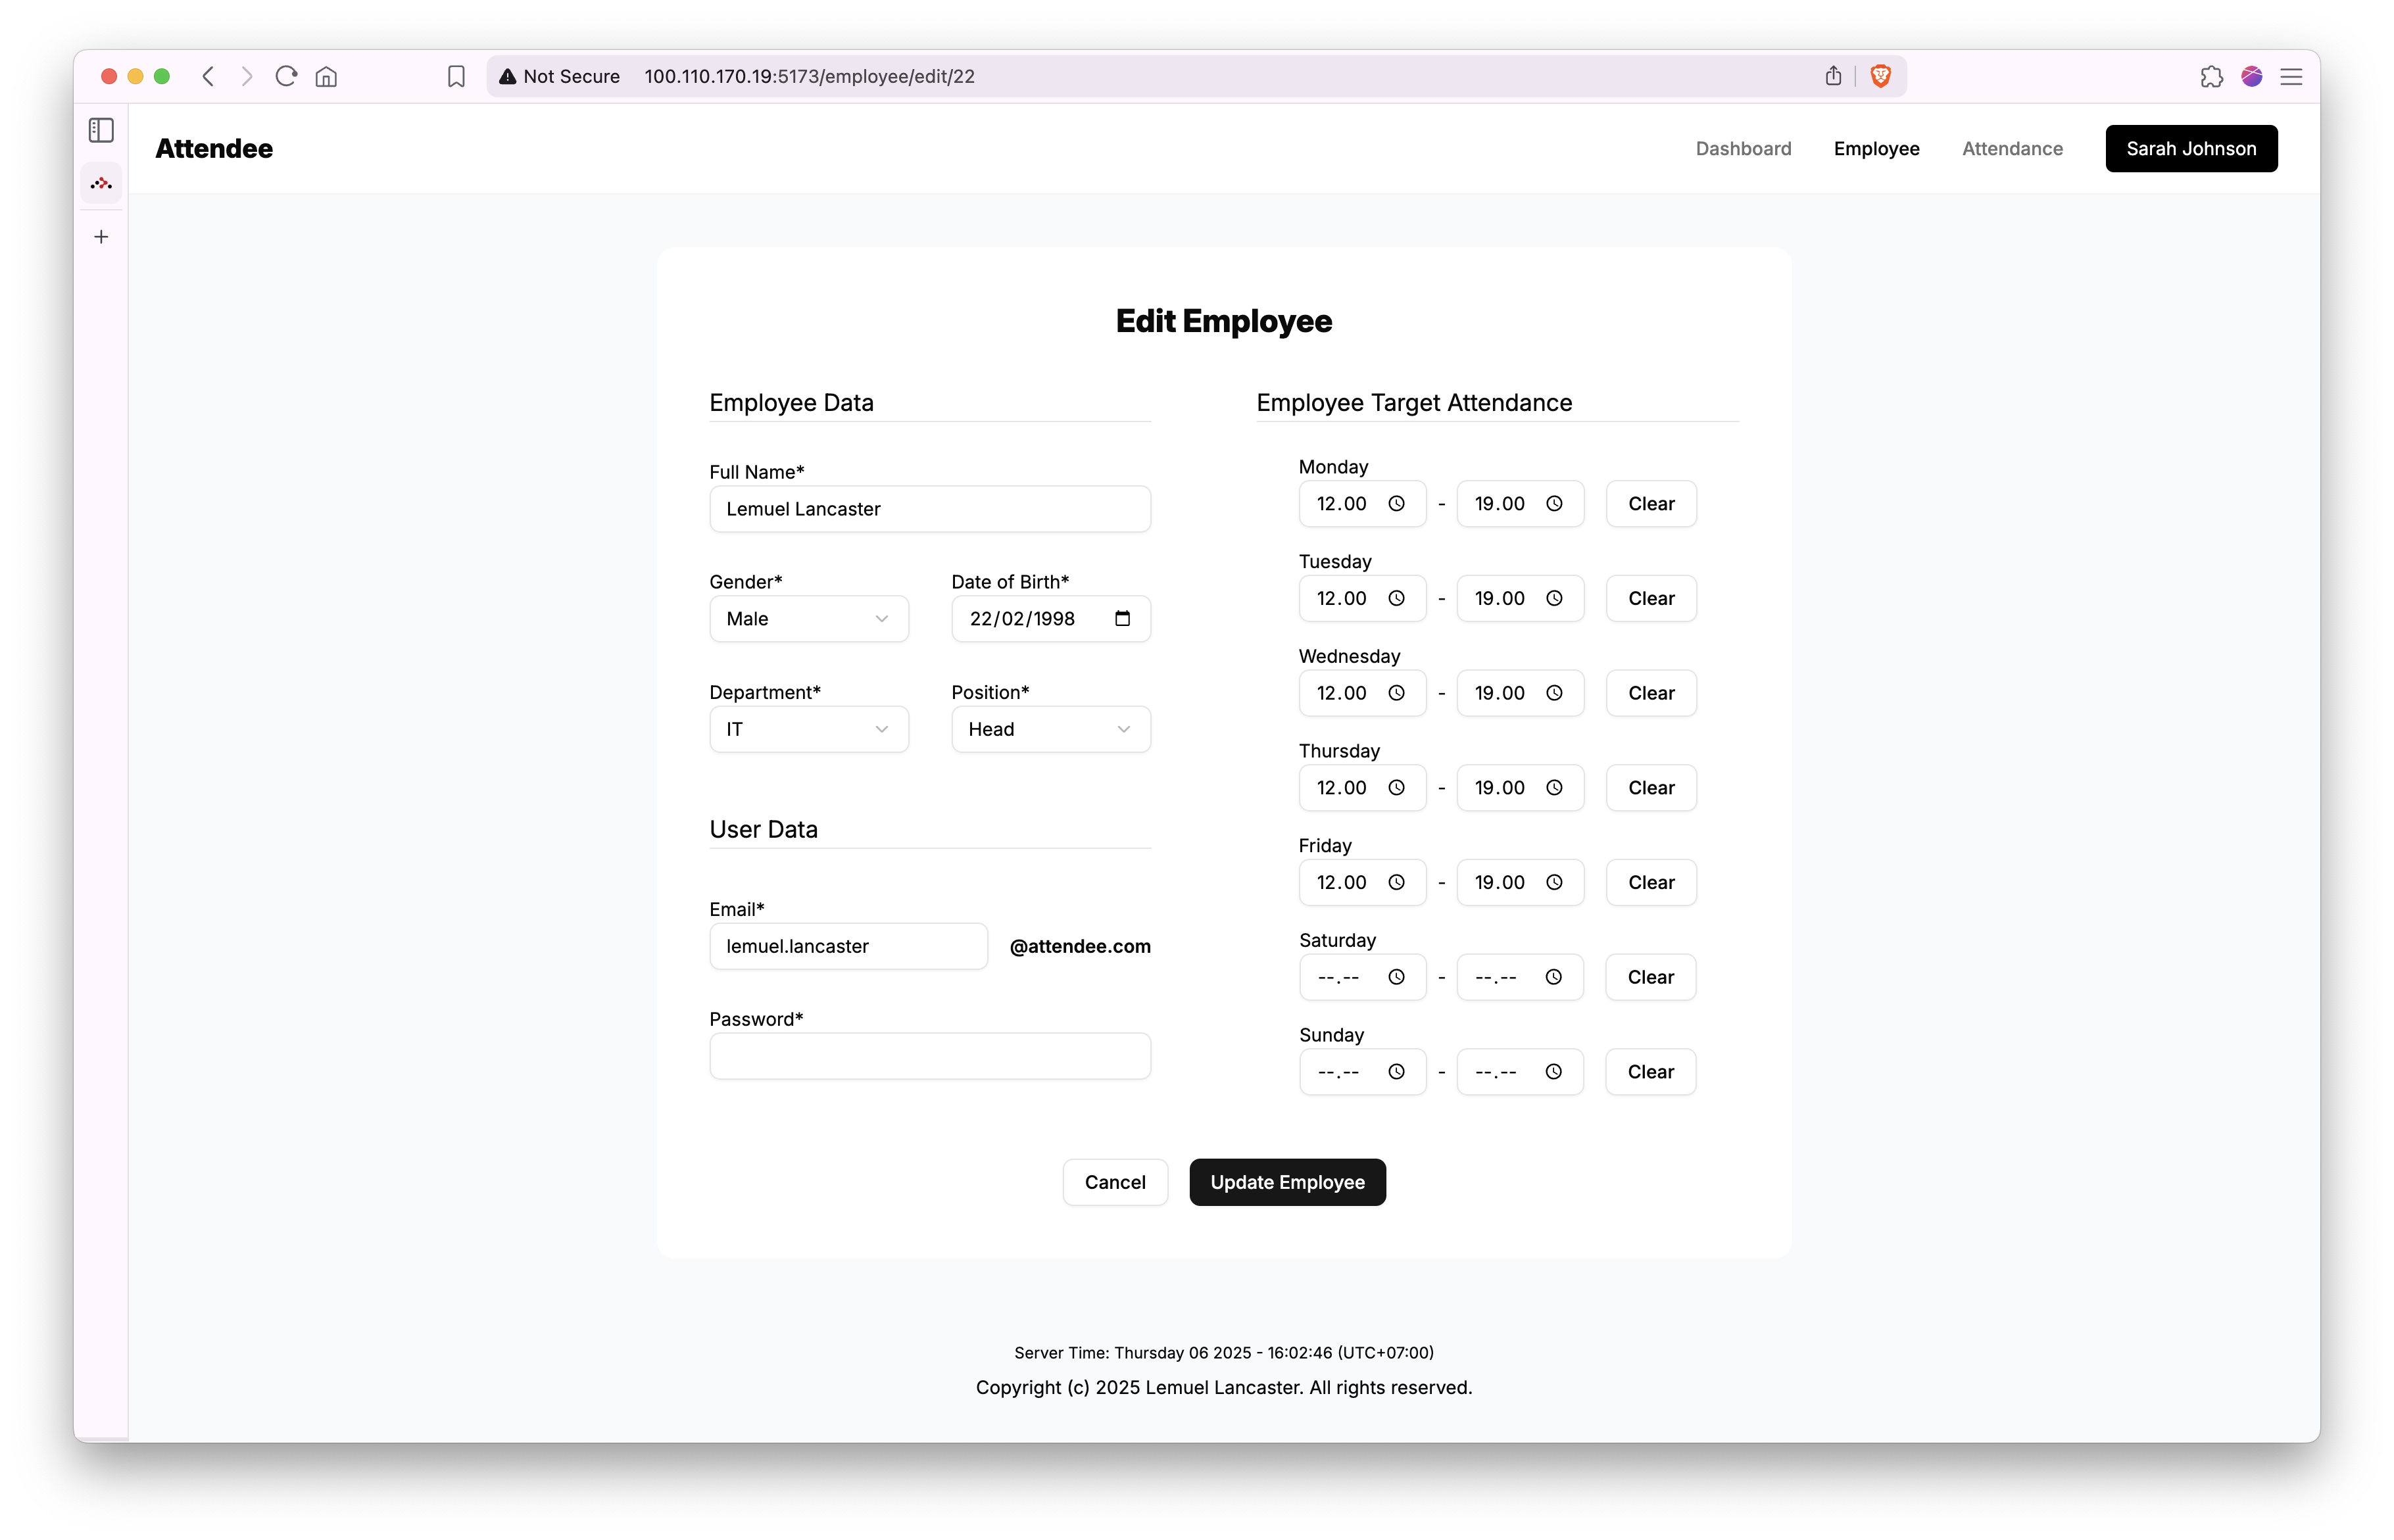 Not Secure 100.110.170.19:5173/employee/edit/22
Attendee
Dashboard
Employee
Attendance
Sarah Johnson
Edit Employee
Employee Data
Full Name*
Lemuel Lancaster
Gender* Date of Birth*
Male 22/02/1998
Department* Position*
IT Head
User Data
Email*
lemuel.lancaster @attendee.com
Password*
Employee Target Attendance
Monday
12.00 - 19.00 Clear
Tuesday
12.00 - 19.00 Clear
Wednesday
12.00 - 19.00 Clear
Thursday
12.00 - 19.00 Clear
Friday
12.00 - 19.00 Clear
Saturday
--.-- - --.-- Clear
Sunday
--.-- - --.-- Clear
Cancel Update Employee
Server Time: Thursday 06 2025 - 16:02:46 (UTC+07:00)
Copyright (c) 2025 Lemuel Lancaster. All rights reserved.